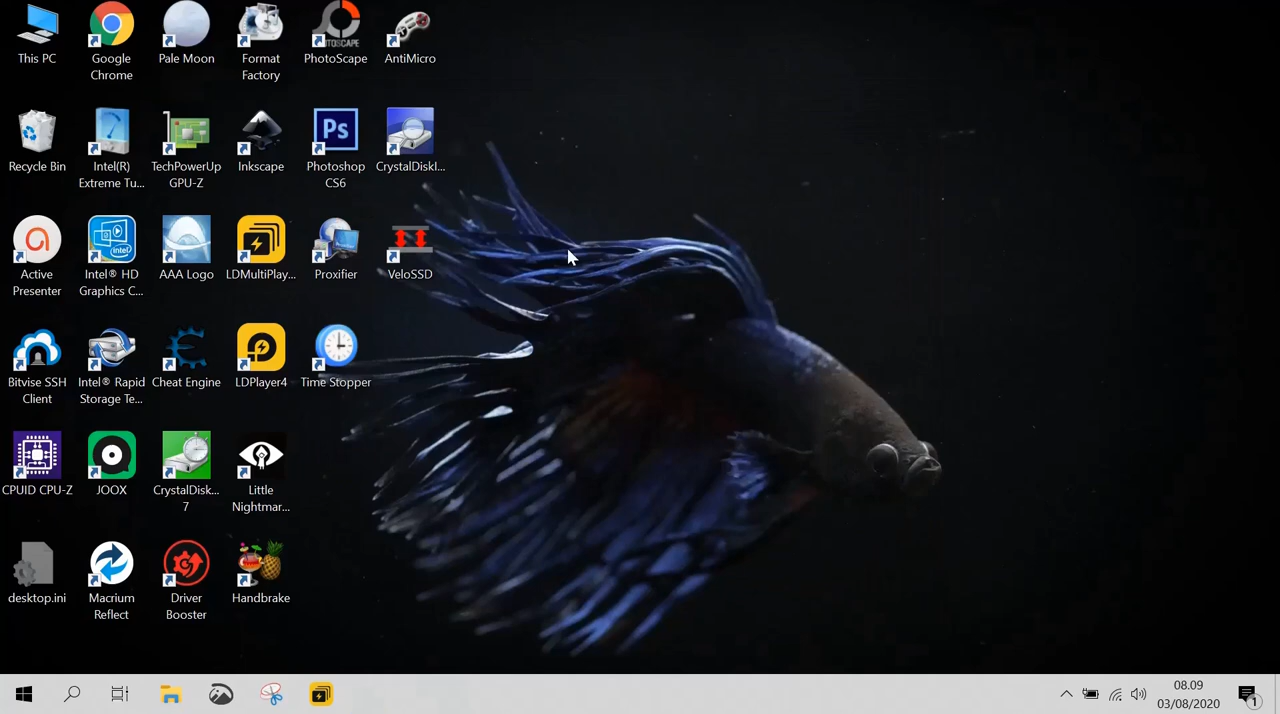 This PC
Google
Chrome
Pale Moon
Format
Factory
PhotoScape
AntiMicro
Recycle Bin
Intel(R)
Extreme Tu...
TechPowerUp
GPU-Z
Inkscape
Ps
Photoshop
CS6
CrystalDiskI...
Active
Presenter
Intel® HD
Graphics C...
AAA Logo
LDMultiPlay...
Proxifier
VeloSSD
Bitvise SSH
Client
Intel® Rapid
Storage Te...
Cheat Engine
LDPlayer4
Time Stopper
CPUID CPU-Z
JOOX
CrystalDisk...
7
Little
Nightmar...
desktop.ini
Macrium
Reflect
Driver
Booster
Handbrake
08.09
03/08/2020
1